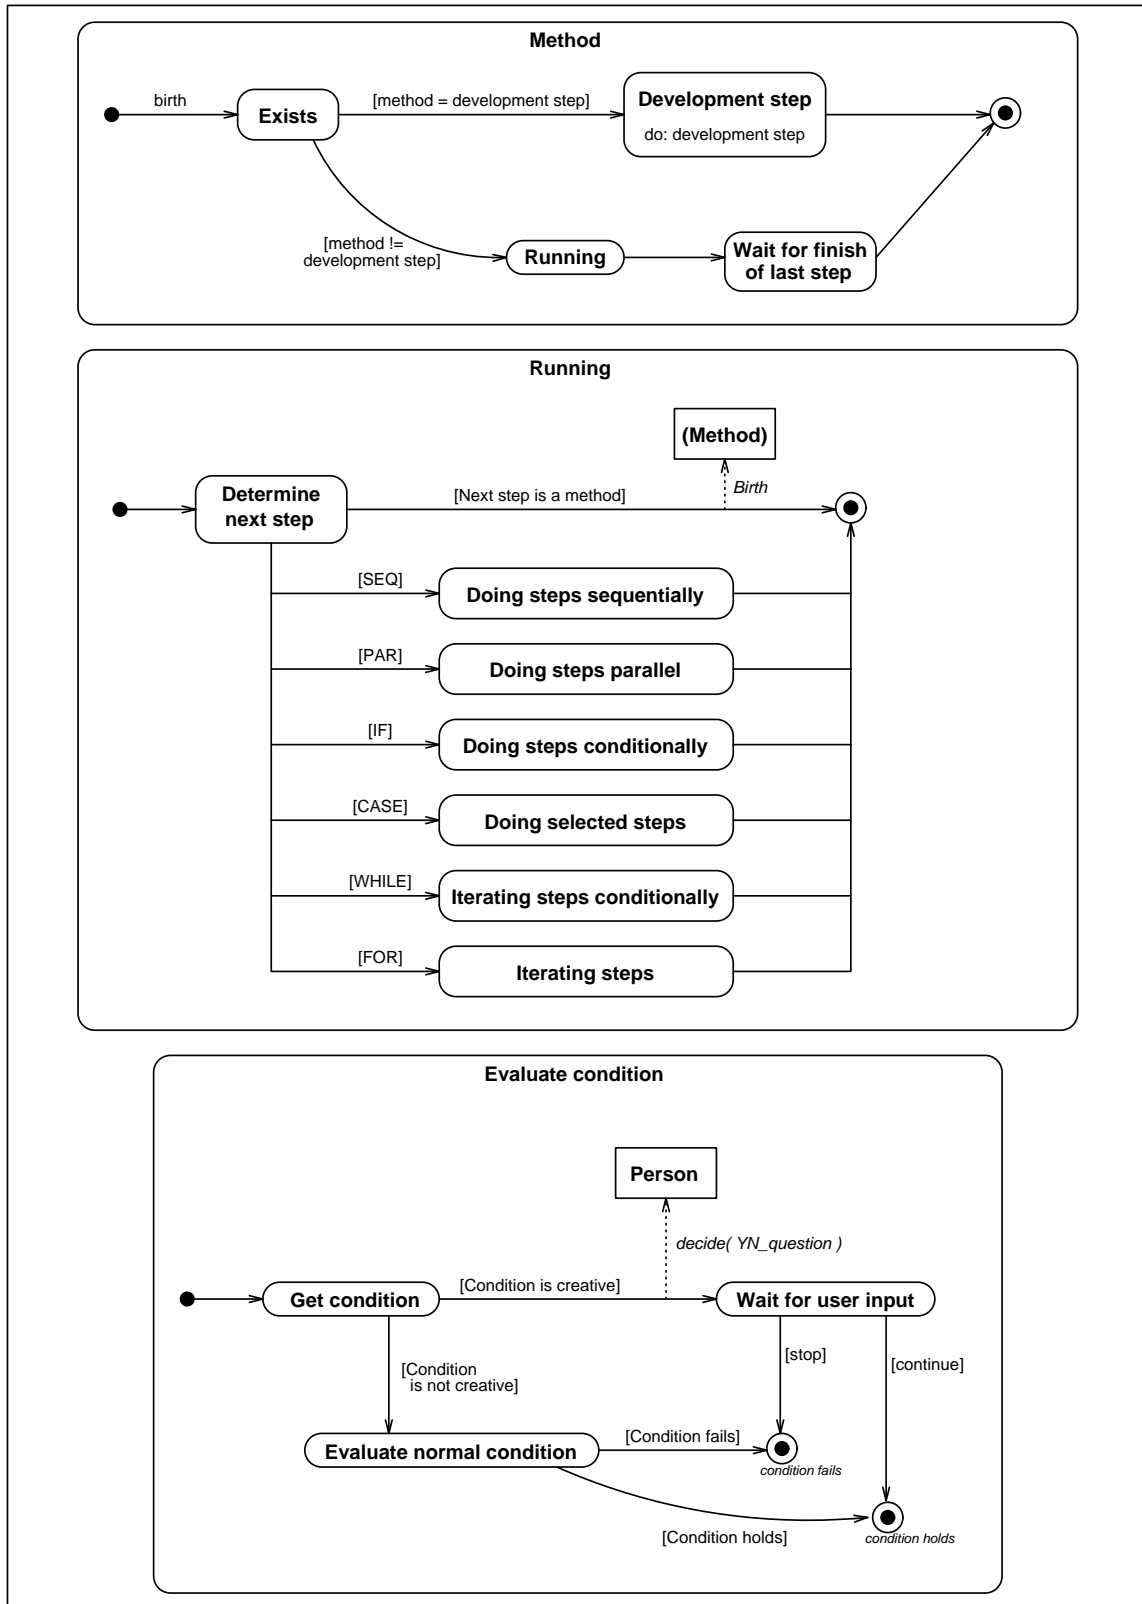 Method
birth
Exists
[method = development step]
Development step
do: development step
[method !=
development step]
Running
Wait for finish
of last step
Running
(Method)
Determine
next step
[Next step is a method]
Birth
[SEQ]
Doing steps sequentially
[PAR]
Doing steps parallel
[IF]
Doing steps conditionally
[CASE]
Doing selected steps
[WHILE]
Iterating steps conditionally
[FOR]
Iterating steps
Evaluate condition
Person
decide( YN_question )
Get condition
[Condition is creative]
Wait for user input
[stop]
[continue]
[Condition
is not creative]
Evaluate normal condition
[Condition fails]
condition fails
[Condition holds]
condition holds